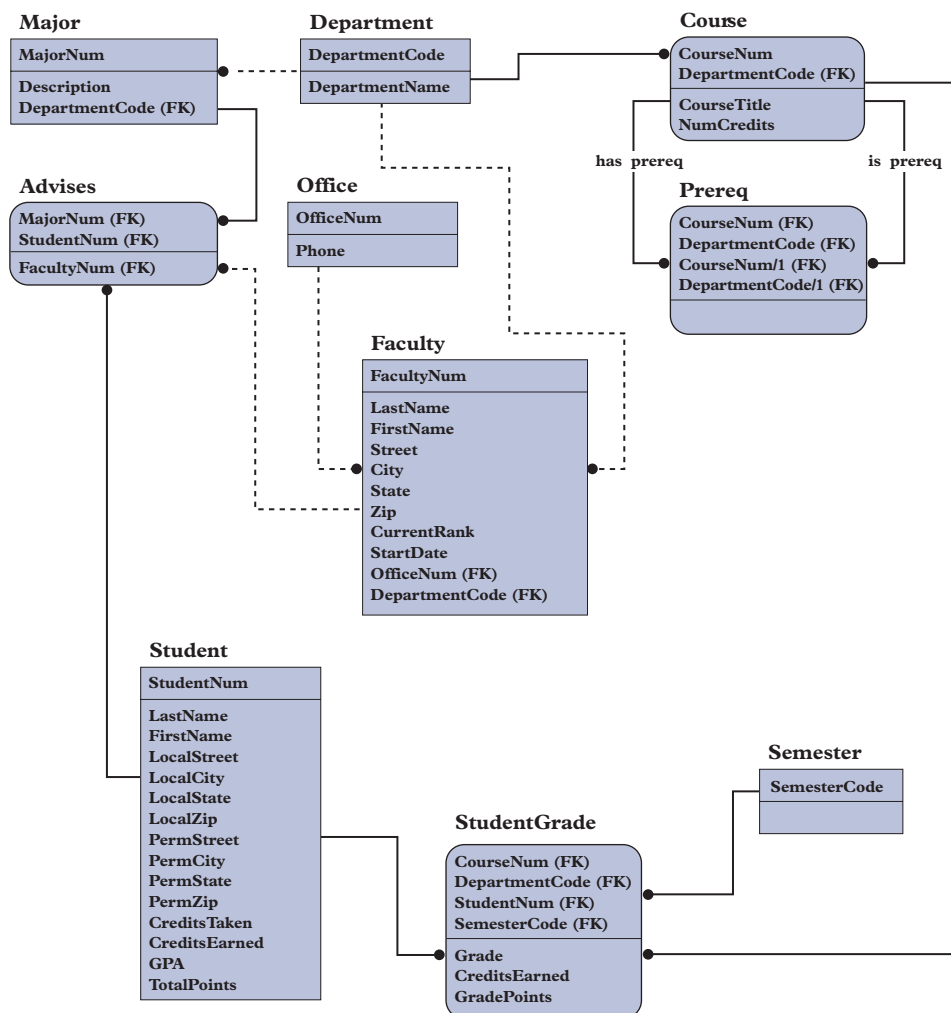 Major
MajorNum
Description
DepartmentCode (FK)
Department
DepartmentCode
DepartmentName
Course
CourseNum
DepartmentCode (FK)
CourseTitle
NumCredits
has prereq
is prereq
Advises
MajorNum (FK)
StudentNum (FK)
FacultyNum (FK)
Office
OfficeNum
Phone
Prereq
CourseNum (FK)
DepartmentCode (FK)
CourseNum/1 (FK)
DepartmentCode/1 (FK)
Faculty
FacultyNum
LastName
FirstName
Street
City
State
Zip
CurrentRank
StartDate
OfficeNum (FK)
DepartmentCode (FK)
Student
StudentNum
LastName
FirstName
LocalStreet
LocalCity
LocalState
LocalZip
PermStreet
PermCity
PermState
PermZip
CreditsTaken
CreditsEarned
GPA
TotalPoints
Semester
SemesterCode
StudentGrade
CourseNum (FK)
DepartmentCode (FK)
StudentNum (FK)
SemesterCode (FK)
Grade
CreditsEarned
GradePoints